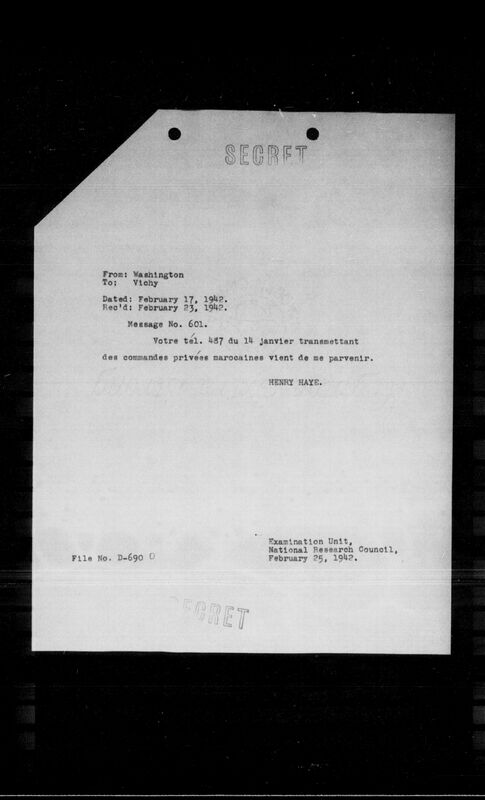 SECRET
From: Washington
To; Vichy
Dated: February 17, 1942.
Rec'd: February 23, 1942.
Message No. 601.
Votre tél. 487 du 14 janvier transmettant
des commandes privées marocaines vient de me parvenir.
HENRY HAYE.
Examination Unit,
National Research Council,
February 25, 1942.
File No. D-690
SECRET